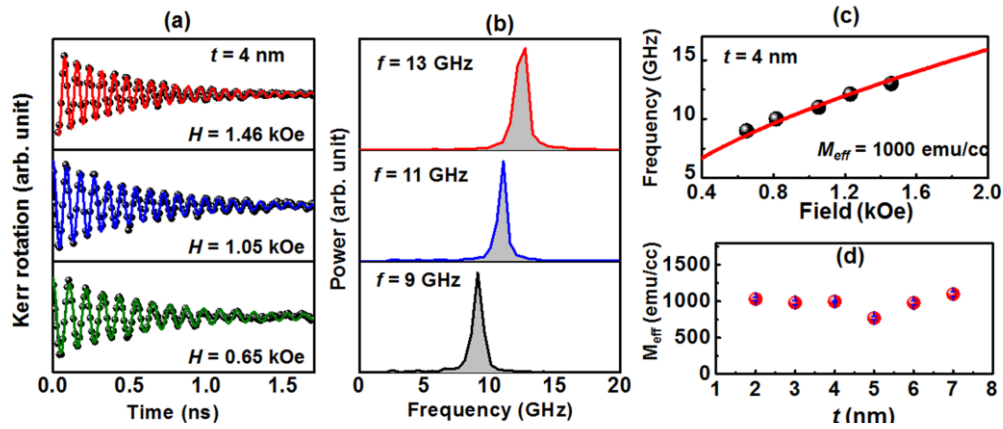 (a)
t = 4 nm
H = 1.46 kOe
H = 1.05 kOe
H = 0.65 kOe
Kerr rotation (arb. unit)
0.0 0.5 1.0 1.5
Time (ns)
(b)
f = 13 GHz
f = 11 GHz
f = 9 GHz
Power (arb. unit)
0 5 10 15 20
Frequency (GHz)
(c)
t = 4 nm
M_eff = 1000 emu/cc
Frequency (GHz)
15
10
5
0.4 0.8 1.2 1.6 2.0
Field (kOe)
(d)
M_eff (emu/cc)
1500
1000
500
0
1 2 3 4 5 6 7 8
t (nm)